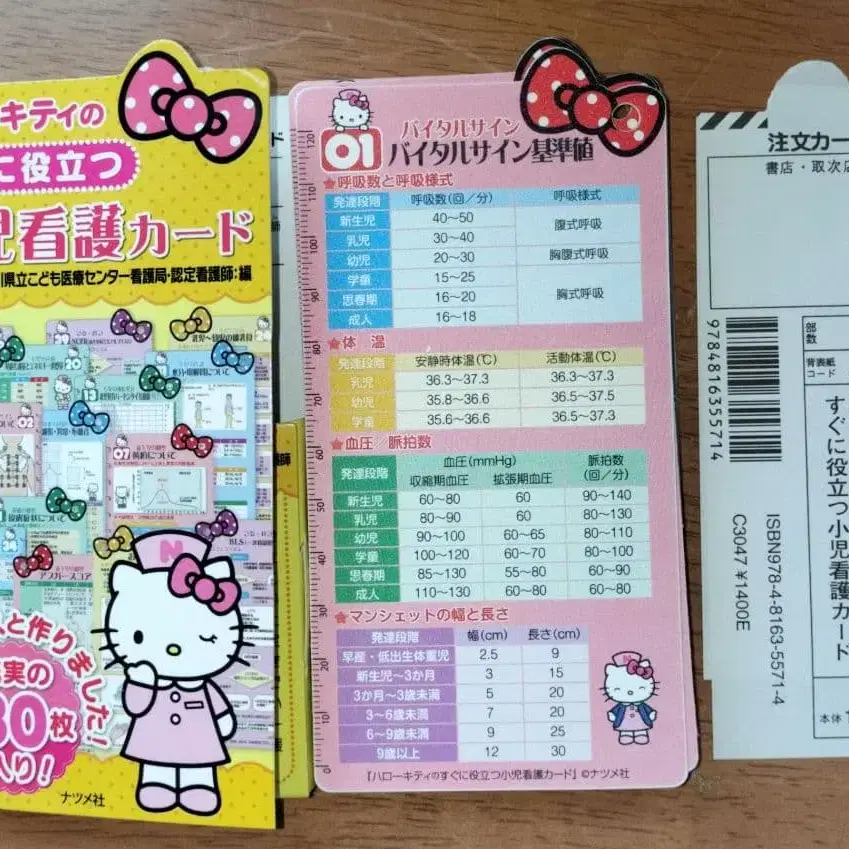 キティの
に役立つ
児看護カード
川県立こども医療センター看護局・認定看護師:編
と作りました!
充実の
80枚
入り!
ナツメ社
バイタルサイン
01 バイタルサイン基準値
★呼吸数と呼吸様式
発達段階 呼吸数(回/分) 呼吸様式
新生児 40〜50 腹式呼吸
乳児 30〜40
幼児 20〜30 胸腹式呼吸
学童 15〜25 胸式呼吸
思春期 16〜20
成人 16〜18
★体 温
発達段階 安静時体温(℃) 活動体温(℃)
乳児 36.3〜37.3 36.3〜37.3
幼児 35.8〜36.6 36.5〜37.5
学童 35.6〜36.6 36.5〜37.3
★血圧 脈拍数
発達段階 血圧(mmHg) 脈拍数(回/分)
収縮期血圧 拡張期血圧
新生児 60〜80 60 90〜140
乳児 80〜90 60 80〜130
幼児 90〜100 60〜65 80〜110
学童 100〜120 60〜70 80〜100
思春期 85〜130 55〜80 60〜90
成人 110〜130 60〜80 60〜80
★マンシェットの幅と長さ
発達段階 幅(cm) 長さ(cm)
早産・低出生体重児 2.5 9
新生児〜3か月 3 15
3か月〜3歳未満 5 20
3〜6歳未満 7 20
6〜9歳未満 9 25
9歳以上 12 30
『ハローキティのすぐに役立つ小児看護カード』©ナツメ社
注文カー
書店・取次店
部数
背表紙コード
すぐに役立つ小児看護カード
9784816355714
ISBN978-4-8163-5571-4
C3047 ¥1400E
本体